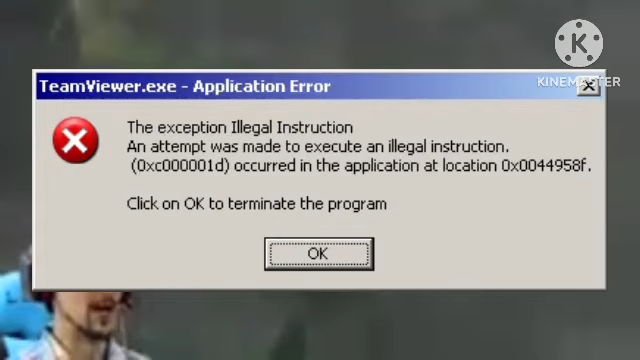 K
KINEMASTER
TeamViewer.exe - Application Error
The exception Illegal Instruction
An attempt was made to execute an illegal instruction.
(0xc000001d) occurred in the application at location 0x0044958f.
Click on OK to terminate the program
OK